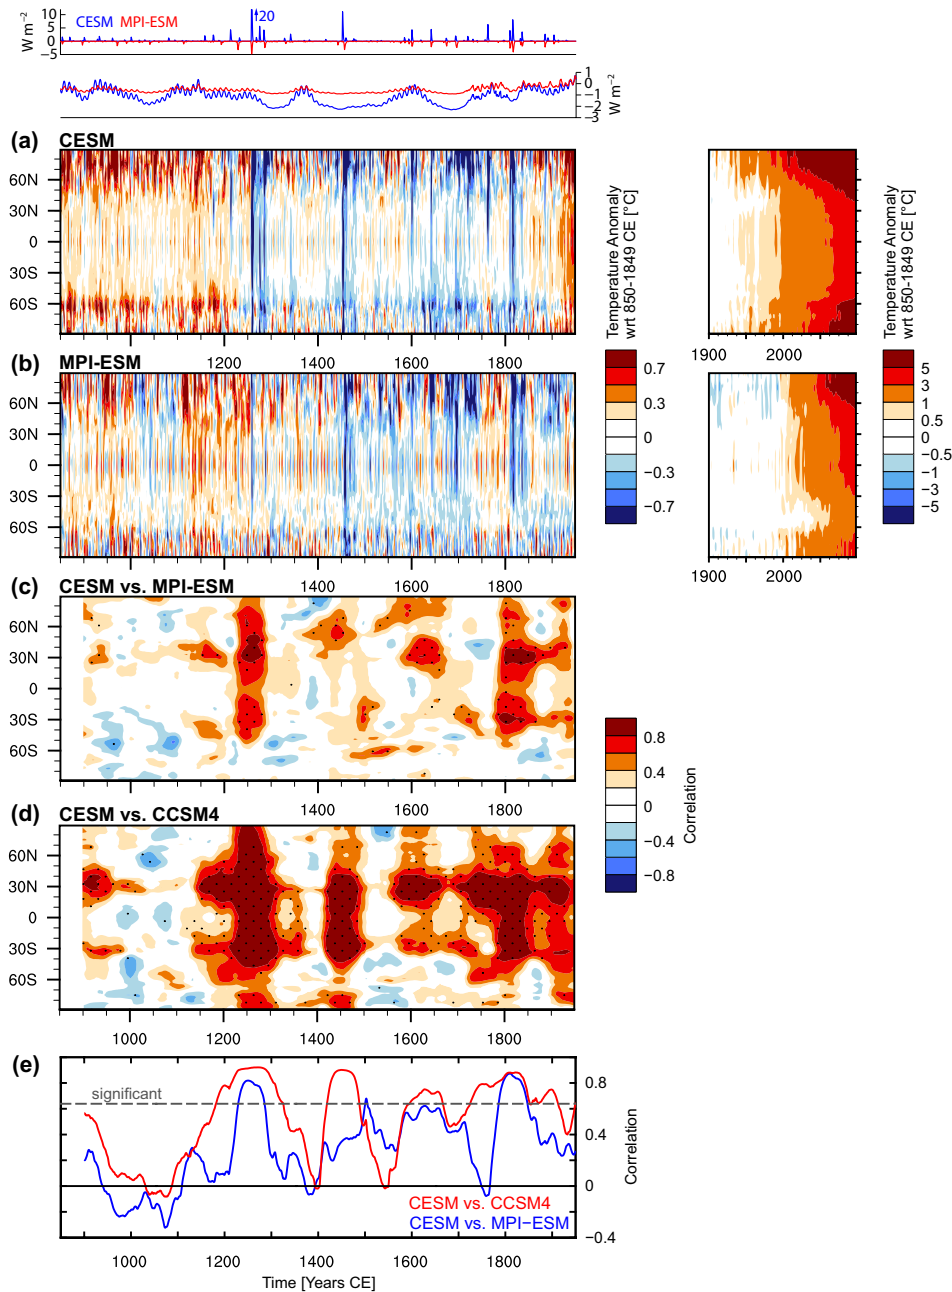 10
5
0
−5
W m⁻²
CESM MPI-ESM
20
1
0
−1
−2
−3
W m⁻²
(a) CESM
60N
30N
0
30S
60S
1200 1400 1600 1800
1900 2000
Temperature Anomaly
wrt 850-1849 CE [°C]
0.7
0.3
0
−0.3
−0.7
Temperature Anomaly
wrt 850-1849 CE [°C]
5
3
1
0.5
0
−0.5
−1
−3
−5
(b) MPI-ESM
60N
30N
0
30S
60S
1400 1600 1800
1900 2000
(c) CESM vs. MPI-ESM
60N
30N
0
30S
60S
1400 1600 1800
(d) CESM vs. CCSM4
60N
30N
0
30S
60S
1000 1200 1400 1600 1800
0.8
0.4
0
−0.4
−0.8
Correlation
(e)
significant
0.8
0.4
0
−0.4
Correlation
CESM vs. CCSM4
CESM vs. MPI−ESM
1000 1200 1400 1600 1800
Time [Years CE]